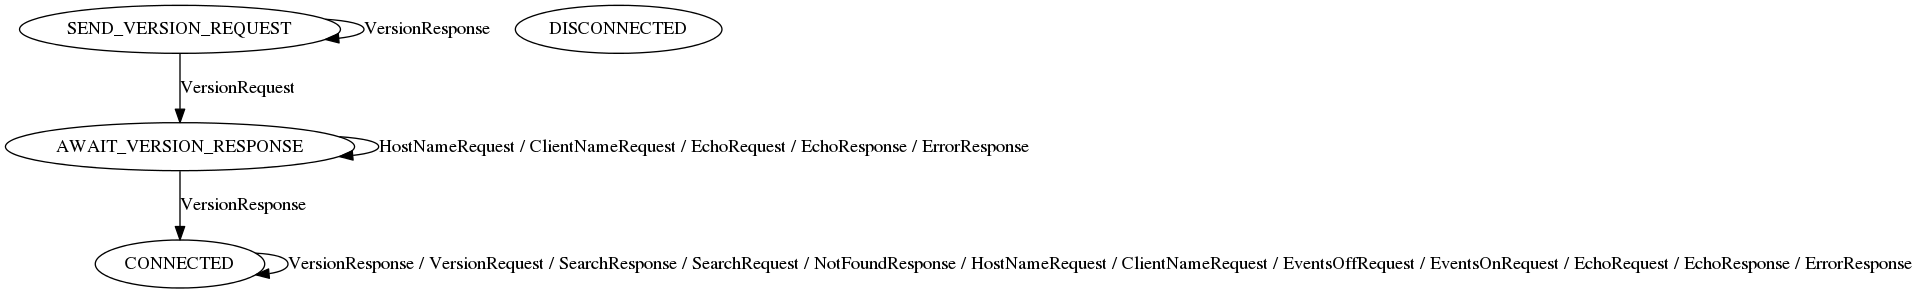 SEND_VERSION_REQUEST
VersionResponse
DISCONNECTED
VersionRequest
AWAIT_VERSION_RESPONSE
HostNameRequest / ClientNameRequest / EchoRequest / EchoResponse / ErrorResponse
VersionResponse
CONNECTED
VersionResponse / VersionRequest / SearchResponse / SearchRequest / NotFoundResponse / HostNameRequest / ClientNameRequest / EventsOffRequest / EventsOnRequest / EchoRequest / EchoResponse / ErrorResponse